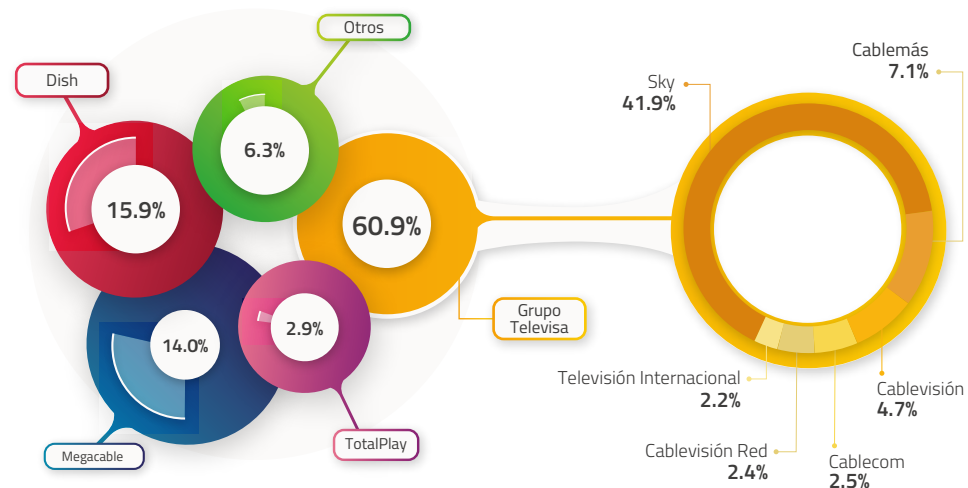 Otros
6.3%
Dish
15.9%
60.9%
Grupo
Televisa
14.0%
Megacable
2.9%
TotalPlay
Sky
41.9%
Cablemás
7.1%
Cablevisión
4.7%
Cablecom
2.5%
Cablevisión Red
2.4%
Televisión Internacional
2.2%